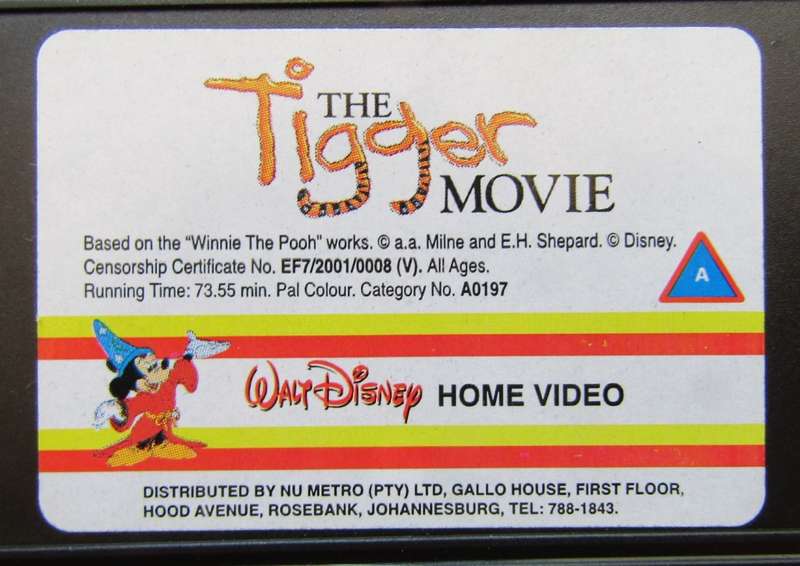 THE
Tigger
MOVIE
Based on the "Winnie The Pooh" works. © a.a. Milne and E.H. Shepard. © Disney.
Censorship Certificate No. EF7/2001/0008 (V). All Ages.
Running Time: 73.55 min. Pal Colour. Category No. A0197
A
WALT DISNEY HOME VIDEO
DISTRIBUTED BY NU METRO (PTY) LTD, GALLO HOUSE, FIRST FLOOR,
HOOD AVENUE, ROSEBANK, JOHANNESBURG, TEL: 788-1843.